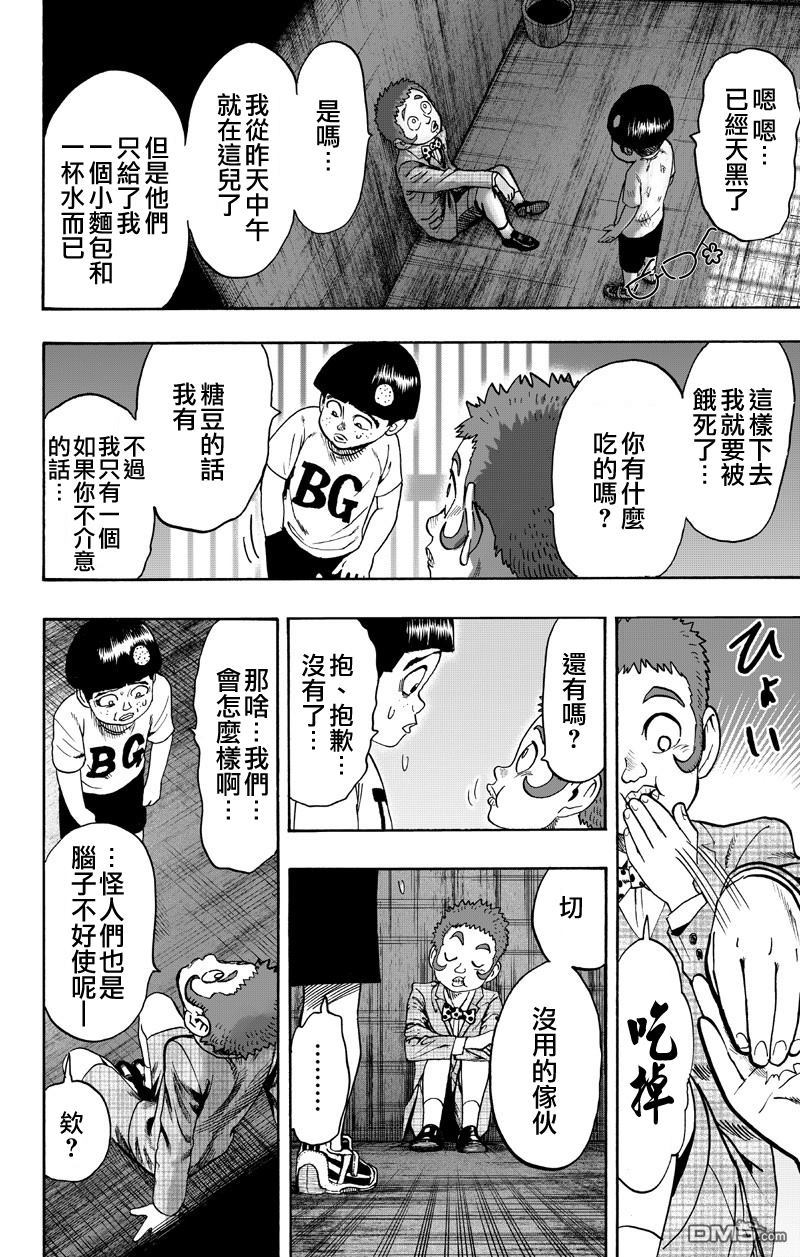 嗯嗯…
已經天黑了
是嗎…
我從昨天中午
就在這兒了
但是他們
只給了我
一個小麵包和
一杯水而已
這樣下去
我就要被
餓死了…
你有什麼
吃的嗎?
糖豆的話
我有
不過
我只有一個
如果你不介意
的話…
BG
ひょい
吃掉
還有嗎?
抱、抱歉…
沒有了…
切
沒用的傢伙
………
那啥…我們…
會怎麼樣啊…
BG
…怪人們也是
腦子不好使呢ー
欸?
DM5.com